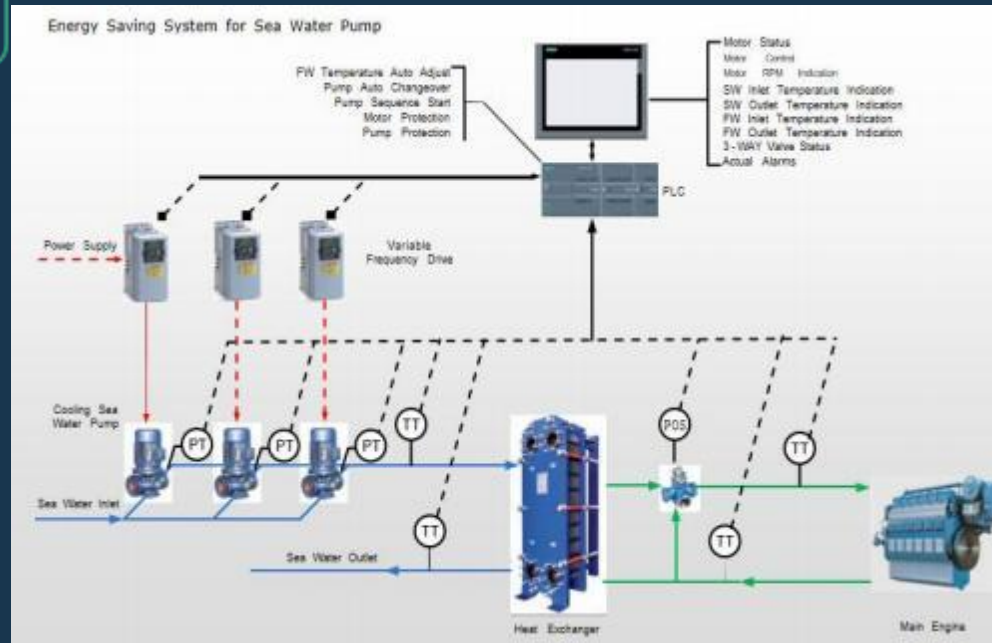 Energy Saving System for Sea Water Pump
FW Temperature Auto Adjust
Pump Auto Changeover
Pump Sequence Start
Motor Protection
Pump Protection
Motor Status
Motor Control
Motor RPM Indication
SW Inlet Temperature Indication
SW Outlet Temperature Indication
FW Inlet Temperature Indication
FW Outlet Temperature Indication
3-WAY Valve Status
Actual Alarms
PLC
Power Supply
Variable
Frequency Drive
Cooling Sea
Water Pump
PT
PT
PT
TT
POS
TT
Sea Water Inlet
TT
TT
Sea Water Outlet
Heat Exchanger
Main Engine